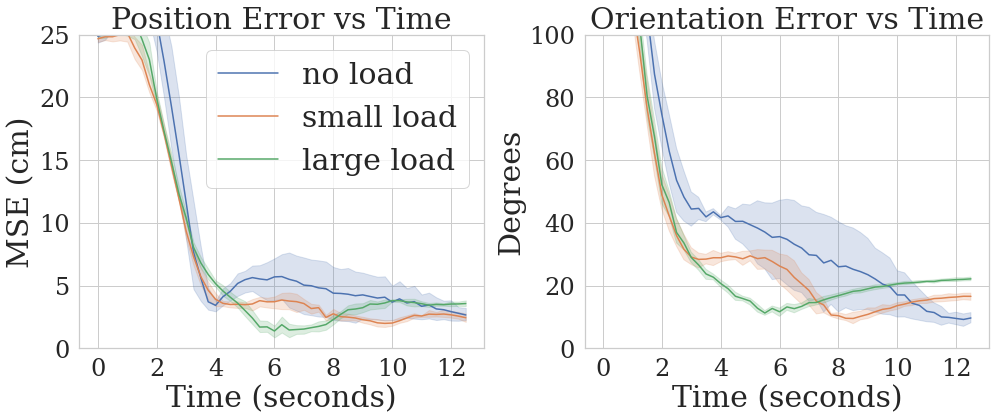 Position Error vs Time
MSE (cm)
25
20
15
10
5
0
no load
small load
large load
0 2 4 6 8 10 12
Time (seconds)
Orientation Error vs Time
Degrees
100
80
60
40
20
0
0 2 4 6 8 10 12
Time (seconds)